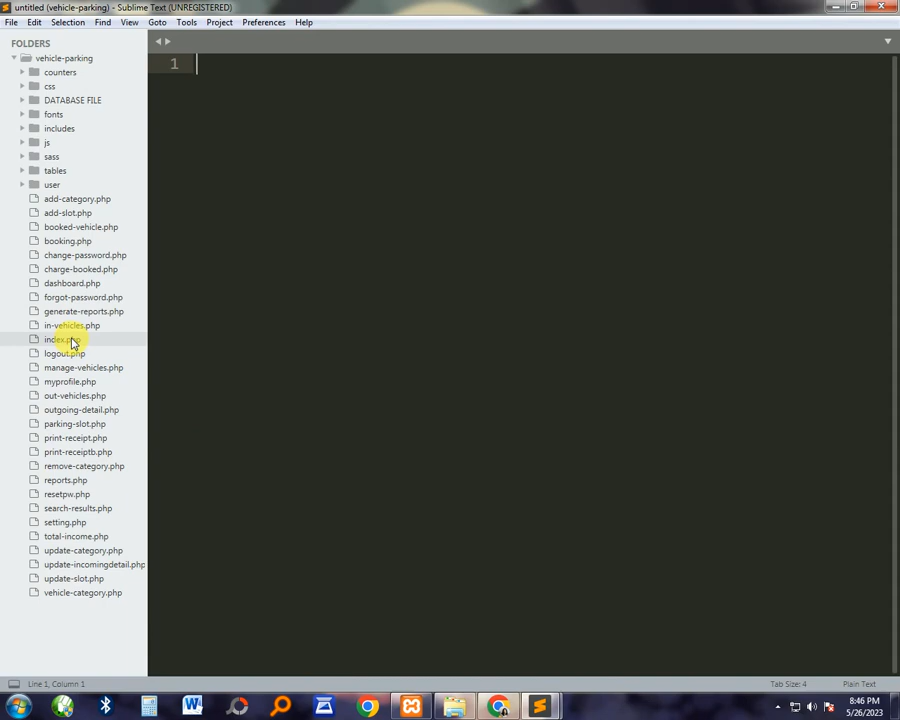 untitled (vehicle-parking) - Sublime Text (UNREGISTERED)
File Edit Selection Find View Goto Tools Project Preferences Help
FOLDERS
vehicle-parking
counters
css
DATABASE FILE
fonts
includes
js
sass
tables
user
add-category.php
add-slot.php
booked-vehicle.php
booking.php
change-password.php
charge-booked.php
dashboard.php
forgot-password.php
generate-reports.php
in-vehicles.php
index.php
logout.php
manage-vehicles.php
myprofile.php
out-vehicles.php
outgoing-detail.php
parking-slot.php
print-receipt.php
print-receiptb.php
remove-category.php
reports.php
resetpw.php
search-results.php
setting.php
total-income.php
update-category.php
update-incomingdetail.php
update-slot.php
vehicle-category.php
1
Line 1, Column 1 Tab Size: 4 Plain Text
8:46 PM
5/26/2023